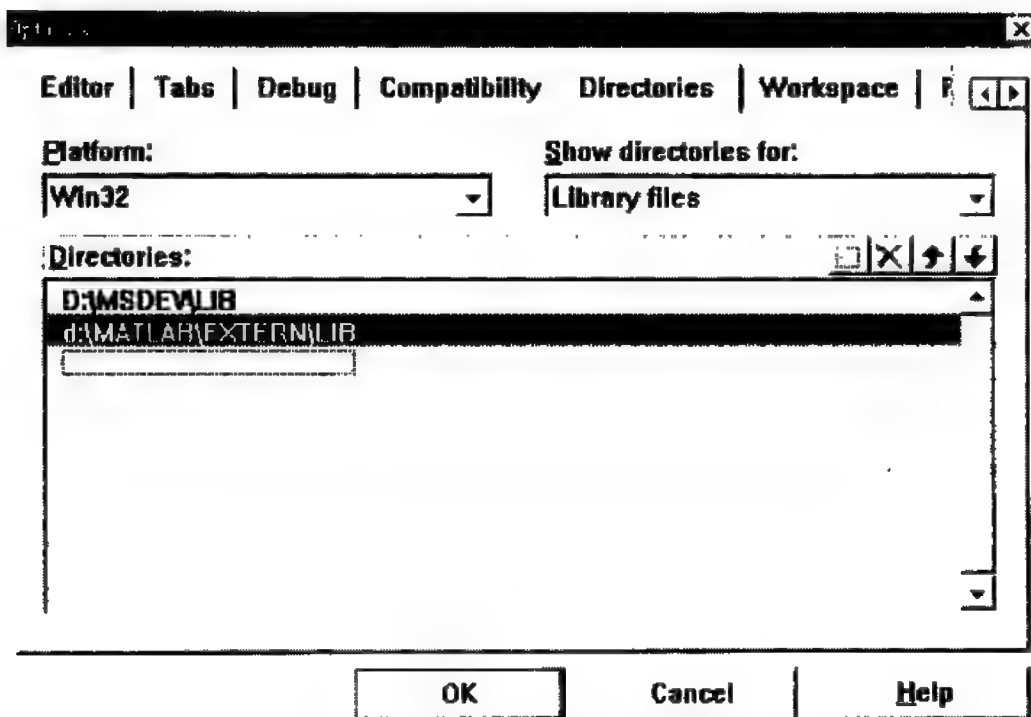 Options
Editor Tabs Debug Compatibility Directories Workspace
Platform: Show directories for:
Win32 Library files
Directories:
D:\MSDEV\LIB
d:\MATLAB\EXTERN\LIB
OK Cancel Help